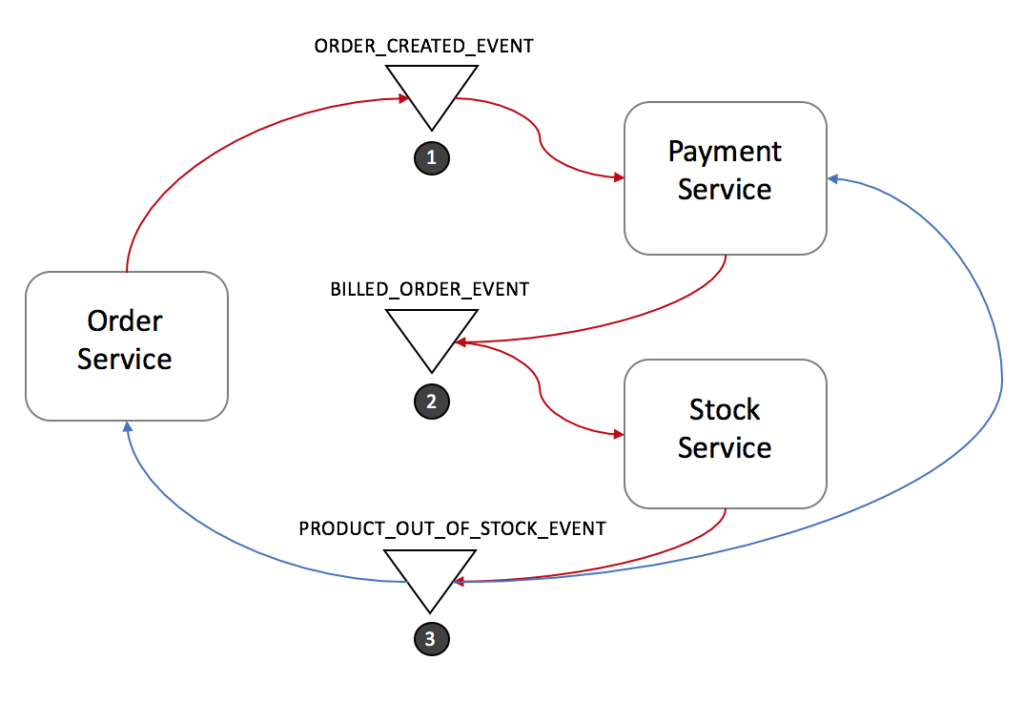 ORDER_CREATED_EVENT
1
Payment
Service
BILLED_ORDER_EVENT
Order
Service
2
Stock
Service
PRODUCT_OUT_OF_STOCK_EVENT
3